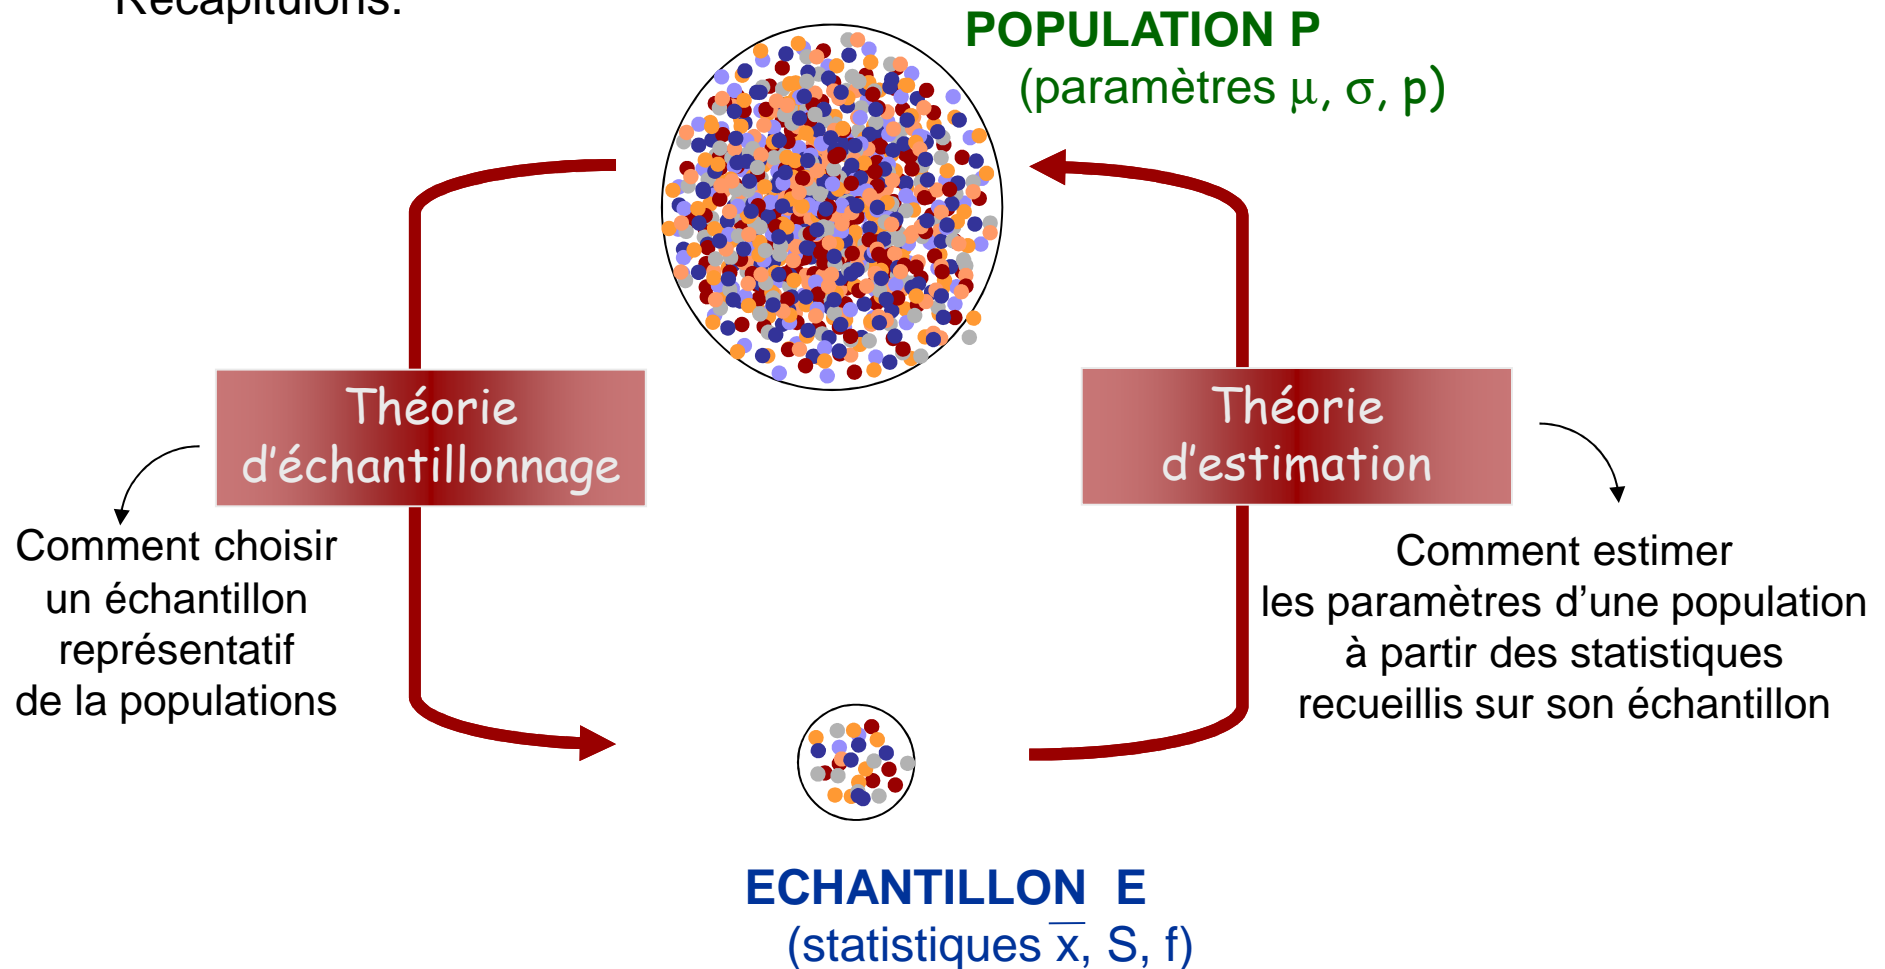 Récapitulons:
POPULATION P
(paramètres μ, σ, p)
Théorie
d'échantillonnage
Théorie
d'estimation
Comment choisir
un échantillon
représentatif
de la populations
Comment estimer
les paramètres d’une population
à partir des statistiques
recueillis sur son échantillon
ECHANTILLON E
(statistiques x̅, S, f)